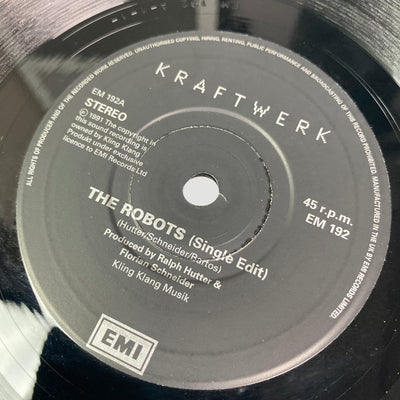 KRAFTWERK
EM 192A
STEREO
℗ 1991 The copyright in
this sound recording is
owned by Kling Klang
Produkt under exclusive
licence to EMI Records Ltd
45 r.p.m.
EM 192
THE ROBOTS (Single Edit)
(Hutter/Schneider/Bartos)
Produced by Ralph Hutter &
Florian Schneider
Kling Klang Musik
EMI
ALL RIGHTS OF THE PRODUCER AND OF THE OWNER OF THE RECORDED WORK RESERVED. UNAUTHORISED COPYING, HIRING, RENTING, PUBLIC PERFORMANCE AND BROADCASTING OF THIS RECORD PROHIBITED. MANUFACTURED IN THE UK BY EMI RECORDS LIMITED.